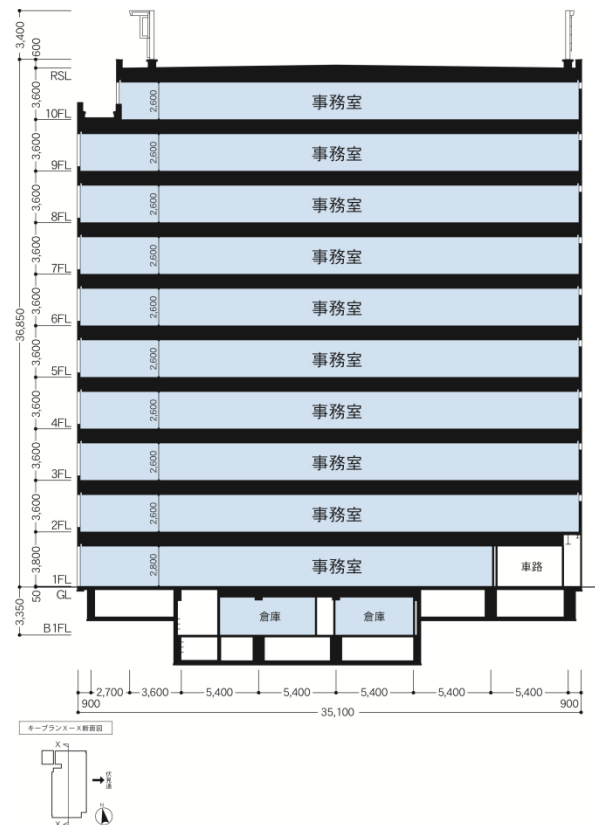 3,400
600
RSL
3,600
2,600
事務室
10FL
3,600
2,600
事務室
9FL
3,600
2,600
事務室
8FL
3,600
2,600
事務室
7FL
3,600
2,600
事務室
6FL
36,850
3,600
2,600
事務室
5FL
3,600
2,600
事務室
4FL
3,600
2,600
事務室
3FL
3,600
2,600
事務室
2FL
3,800
2,800
事務室
車路
1FL
50
GL
3,350
倉庫
倉庫
B1FL
2,700 3,600 5,400 5,400 5,400 5,400 5,400
900 900
35,100
キープランX－X断面図
X
伏見通
N
X